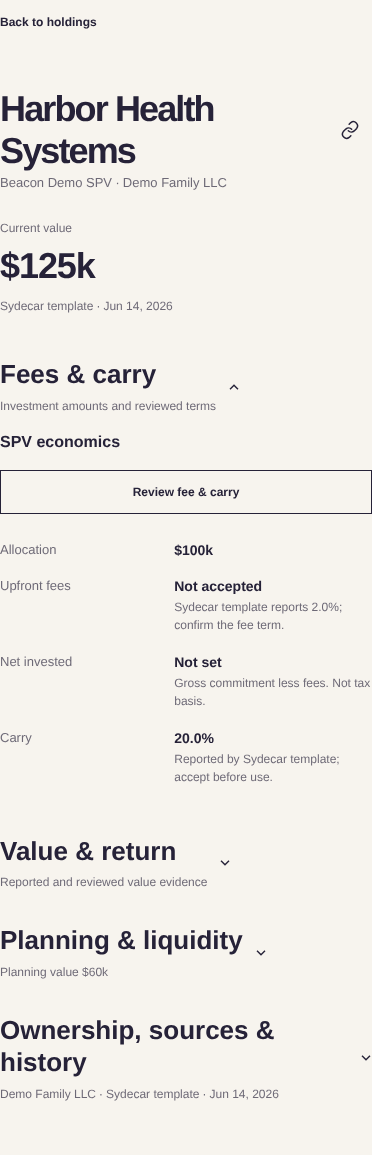 Back to holdings
Harbor Health
Systems
Beacon Demo SPV · Demo Family LLC
Current value
$125k
Sydecar template · Jun 14, 2026
Fees & carry
Investment amounts and reviewed terms
SPV economics
Review fee & carry
Allocation
$100k
Upfront fees
Not accepted
Sydecar template reports 2.0%;
confirm the fee term.
Net invested
Not set
Gross commitment less fees. Not tax
basis.
Carry
20.0%
Reported by Sydecar template;
accept before use.
Value & return
Reported and reviewed value evidence
Planning & liquidity
Planning value $60k
Ownership, sources &
history
Demo Family LLC · Sydecar template · Jun 14, 2026